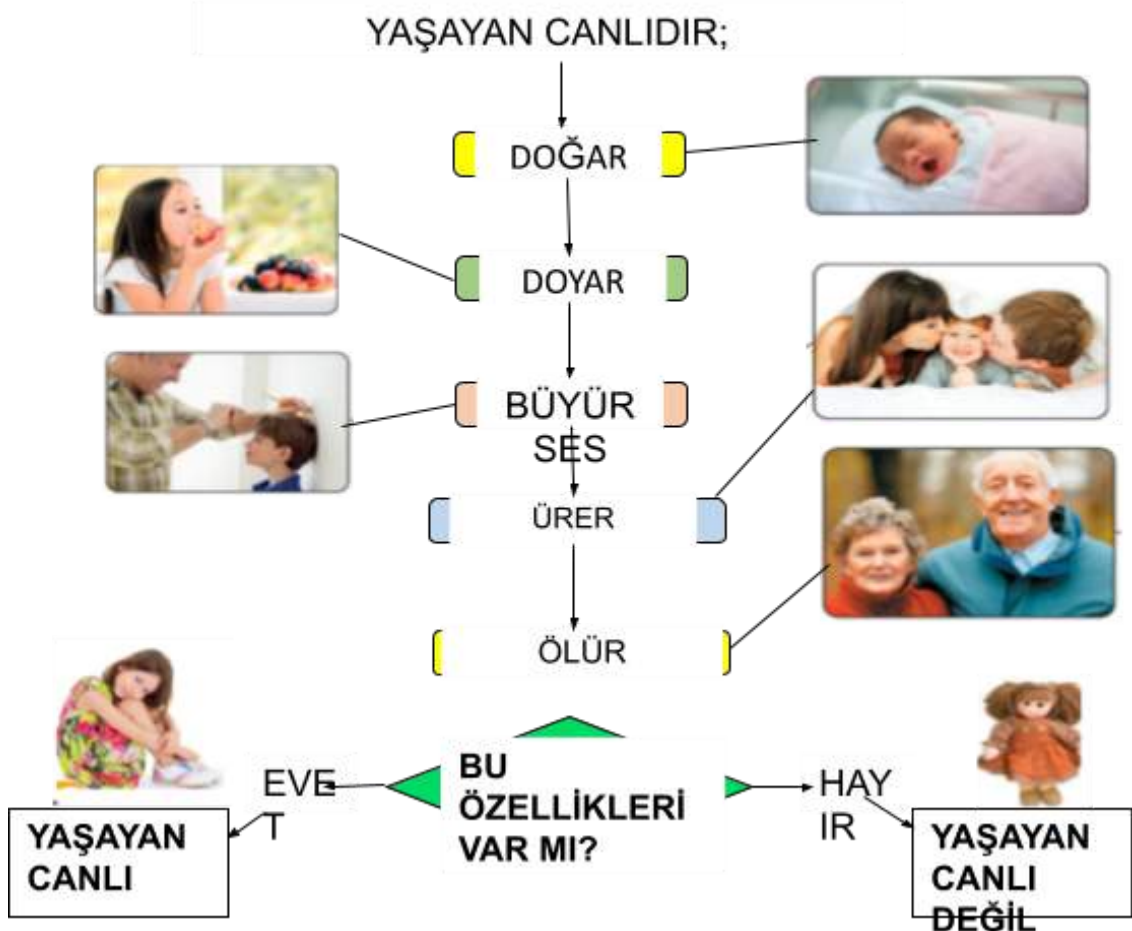 YAŞAYAN CANLIDIR;
DOĞAR
DOYAR
BÜYÜR
SES
ÜRER
ÖLÜR
BU
ÖZELLİKLERİ
VAR MI?
EVE
T
HAY
IR
YAŞAYAN
CANLI
YAŞAYAN
CANLI
DEĞİL